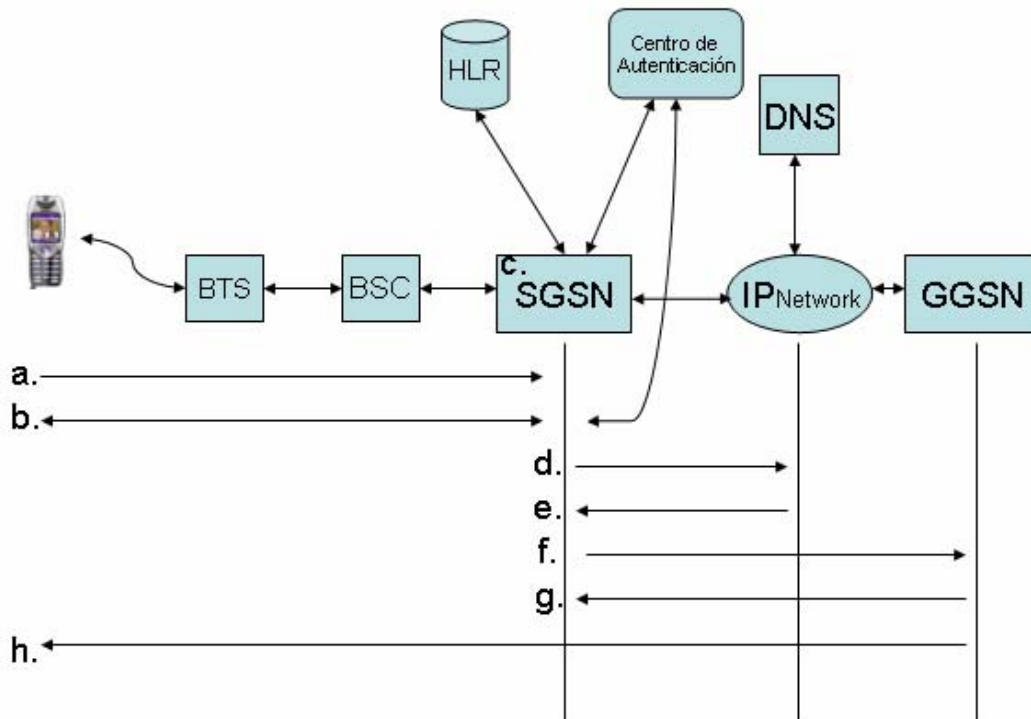 HLR
Centro de
Autenticación
DNS
c.
BTS
BSC
SGSN
IP Network
GGSN
a.
b.
d.
e.
f.
g.
h.